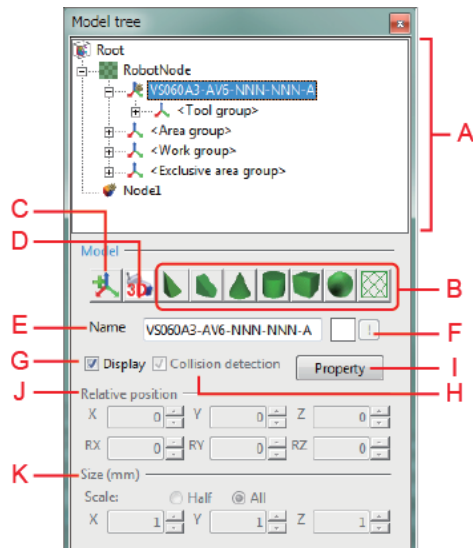 Model tree
Root
RobotNode
VS060A3-AV6-NNN-NNN-A
<Tool group>
A
<Area group>
<Work group>
<Exclusive area group>
C
Node1
D
Model
3D
B
E
Name VS060A3-AV6-NNN-NNN-A !
F
G
Display Collision detection Property
I
H
J
Relative position
X 0 Y 0 Z 0
RX 0 RY 0 RZ 0
K
Size (mm)
Scale: Half All
X 1 Y 1 Z 1